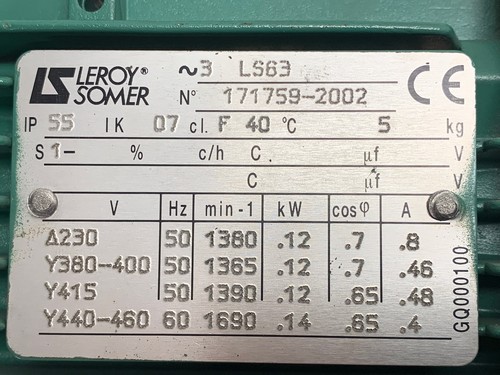 LEROY® SOMER
~3 LS63
N° 171759-2002
CE
IP 55 IK 07 cl. F 40 °C 5 kg
S 1- % c/h C µf V
C µf V
V Hz min-1 kW cosφ A
Δ230 50 1380 .12 .7 .8
Y380-400 50 1365 .12 .7 .46
Y415 50 1390 .12 .65 .48
Y440-460 60 1690 .14 .65 .4
GQ000100